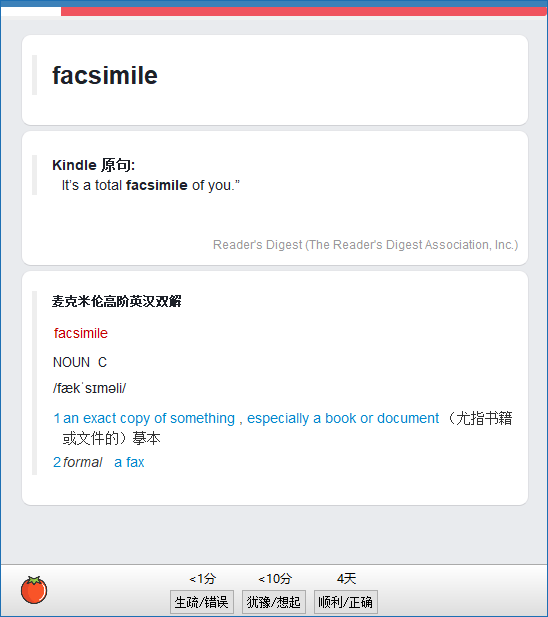 facsimile
Kindle 原句:
It's a total facsimile of you.”
Reader's Digest (The Reader's Digest Association, Inc.)
麦克米伦高阶英汉双解
facsimile
NOUN C
/fækˈsɪməli/
1 an exact copy of something , especially a book or document （尤指书籍
或文件的）摹本
2 formal a fax
<1分 <10分 4天
生疏/错误 犹豫/想起 顺利/正确